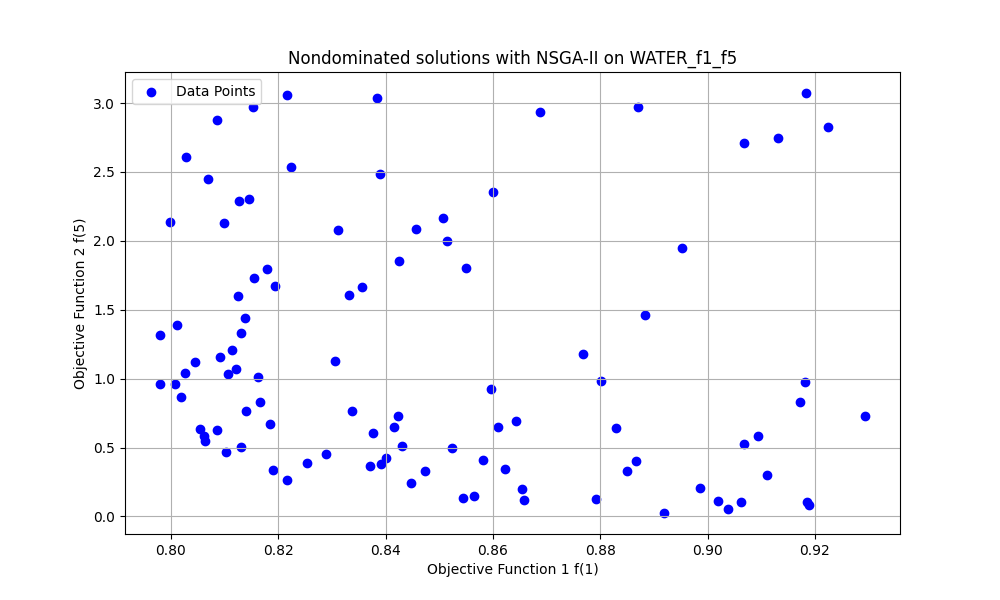 Nondominated solutions with NSGA-II on WATER_f1_f5
Data Points
3.0
2.5
2.0
1.5
1.0
0.5
0.0
Objective Function 2 f(5)
0.80 0.82 0.84 0.86 0.88 0.90 0.92
Objective Function 1 f(1)